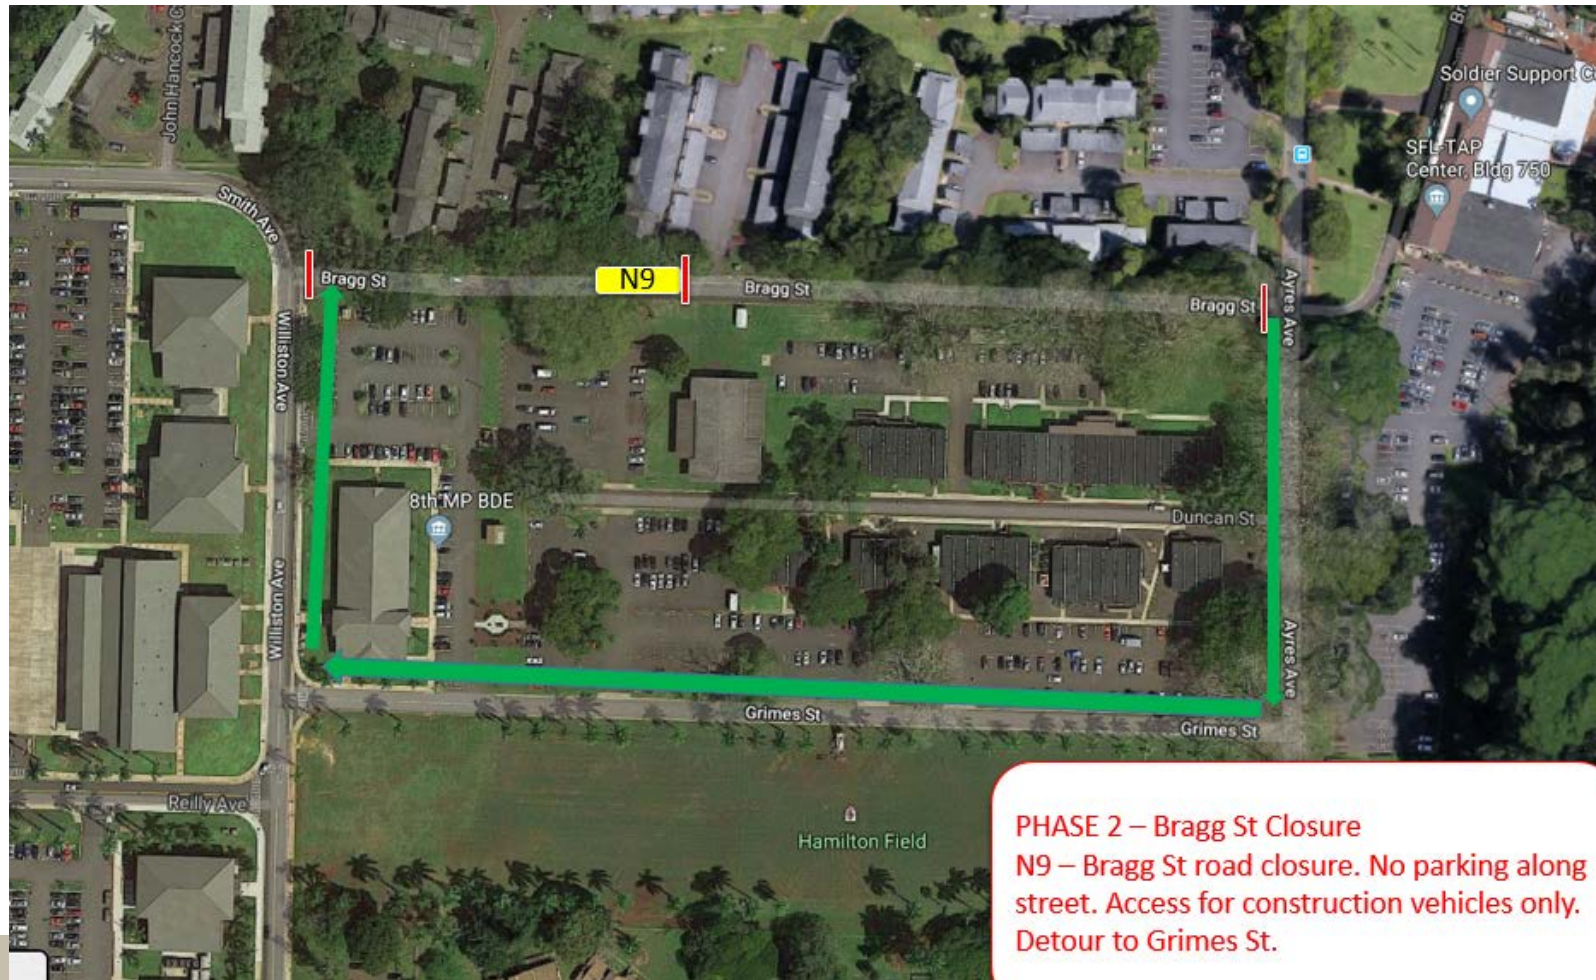 John Hancock C
Br
Soldier Support C
SFL-TAP
Center, Bldg 750
Smith Ave
Bragg St
N9
Bragg St
Bragg St
Ayres Ave
Williston Ave
8th MP BDE
Duncan St
Williston Ave
Ayres Ave
Grimes St
Grimes St
Reilly Ave
Hamilton Field
PHASE 2 – Bragg St Closure
N9 – Bragg St road closure. No parking along
street. Access for construction vehicles only.
Detour to Grimes St.